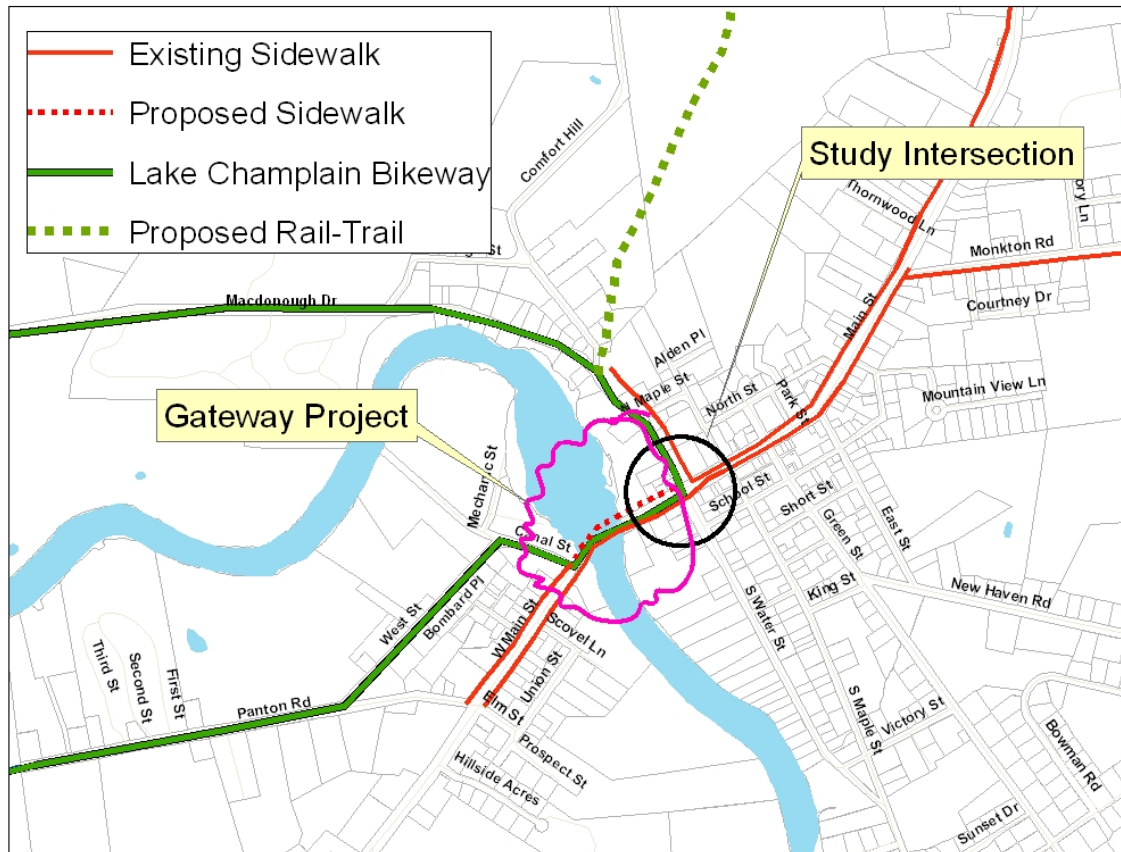 Existing Sidewalk
Proposed Sidewalk
Lake Champlain Bikeway
Proposed Rail-Trail
Study Intersection
Gateway Project
Comfort Hill
St
Macdonough Dr
Thornwood Ln
Monkton Rd
Courtney Dr
Main St
Alden Pl
W Maple St
North St
Park St
Mountain View Ln
Mechanic St
Canal St
School St
Short St
Green St
East St
King St
New Haven Rd
S Water St
West St
Bombard Pl
W Main St
Scovel Ln
Union St
Third St
Second St
First St
Panton Rd
Elm St
Prospect St
Hillside Acres
S Maple St
Victory St
Bowman Rd
Sunset Dr